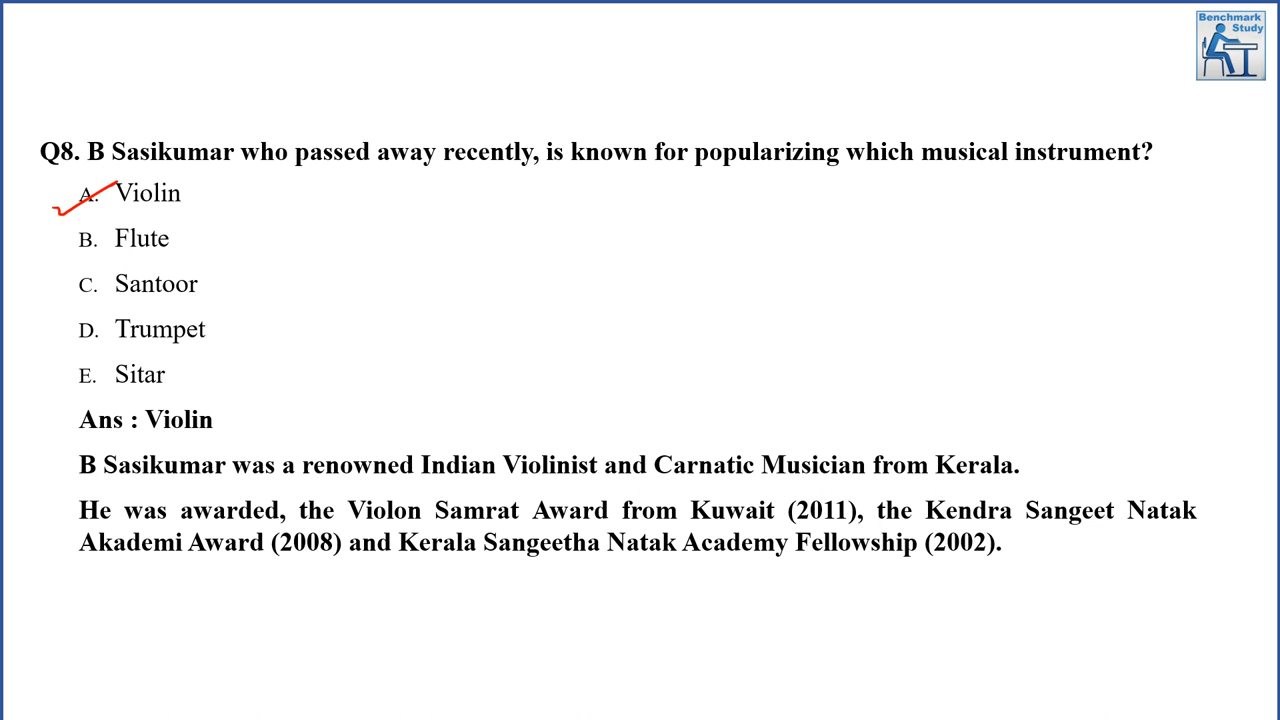 Benchmark
Study
Q8. B Sasikumar who passed away recently, is known for popularizing which musical instrument?
A. Violin
B. Flute
C. Santoor
D. Trumpet
E. Sitar
Ans : Violin
B Sasikumar was a renowned Indian Violinist and Carnatic Musician from Kerala.
He was awarded, the Violon Samrat Award from Kuwait (2011), the Kendra Sangeet Natak
Akademi Award (2008) and Kerala Sangeetha Natak Academy Fellowship (2002).